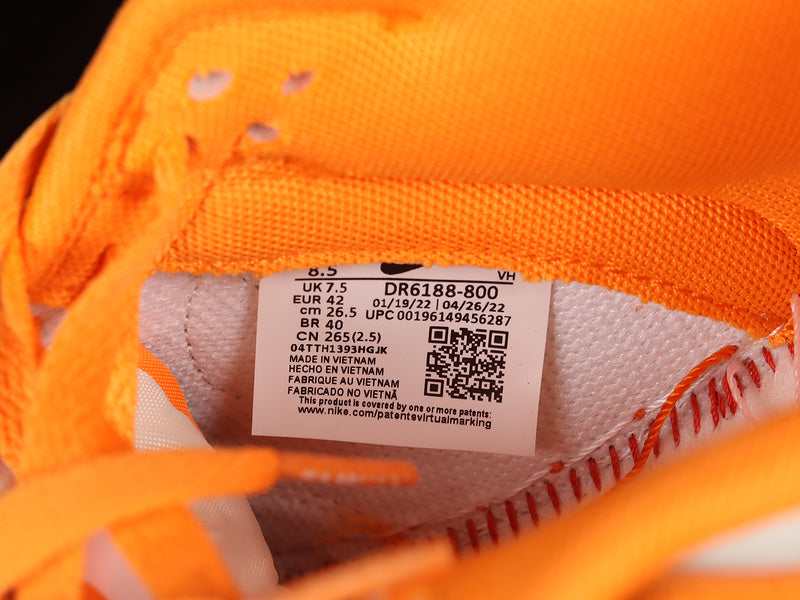 8.5 VH
UK 7.5 DR6188-800
EUR 42 01/19/22 | 04/26/22
cm 26.5 UPC 00196149456287
BR 40
CN 265(2.5)
04TTH1393HGJK
MADE IN VIETNAM
HECHO EN VIETNAM
FABRIQUE AU VIETNAM
FABRICADO NO VIETNÃ
This product is covered by one or more patents:
www.nike.com/patentsvirtualmarking